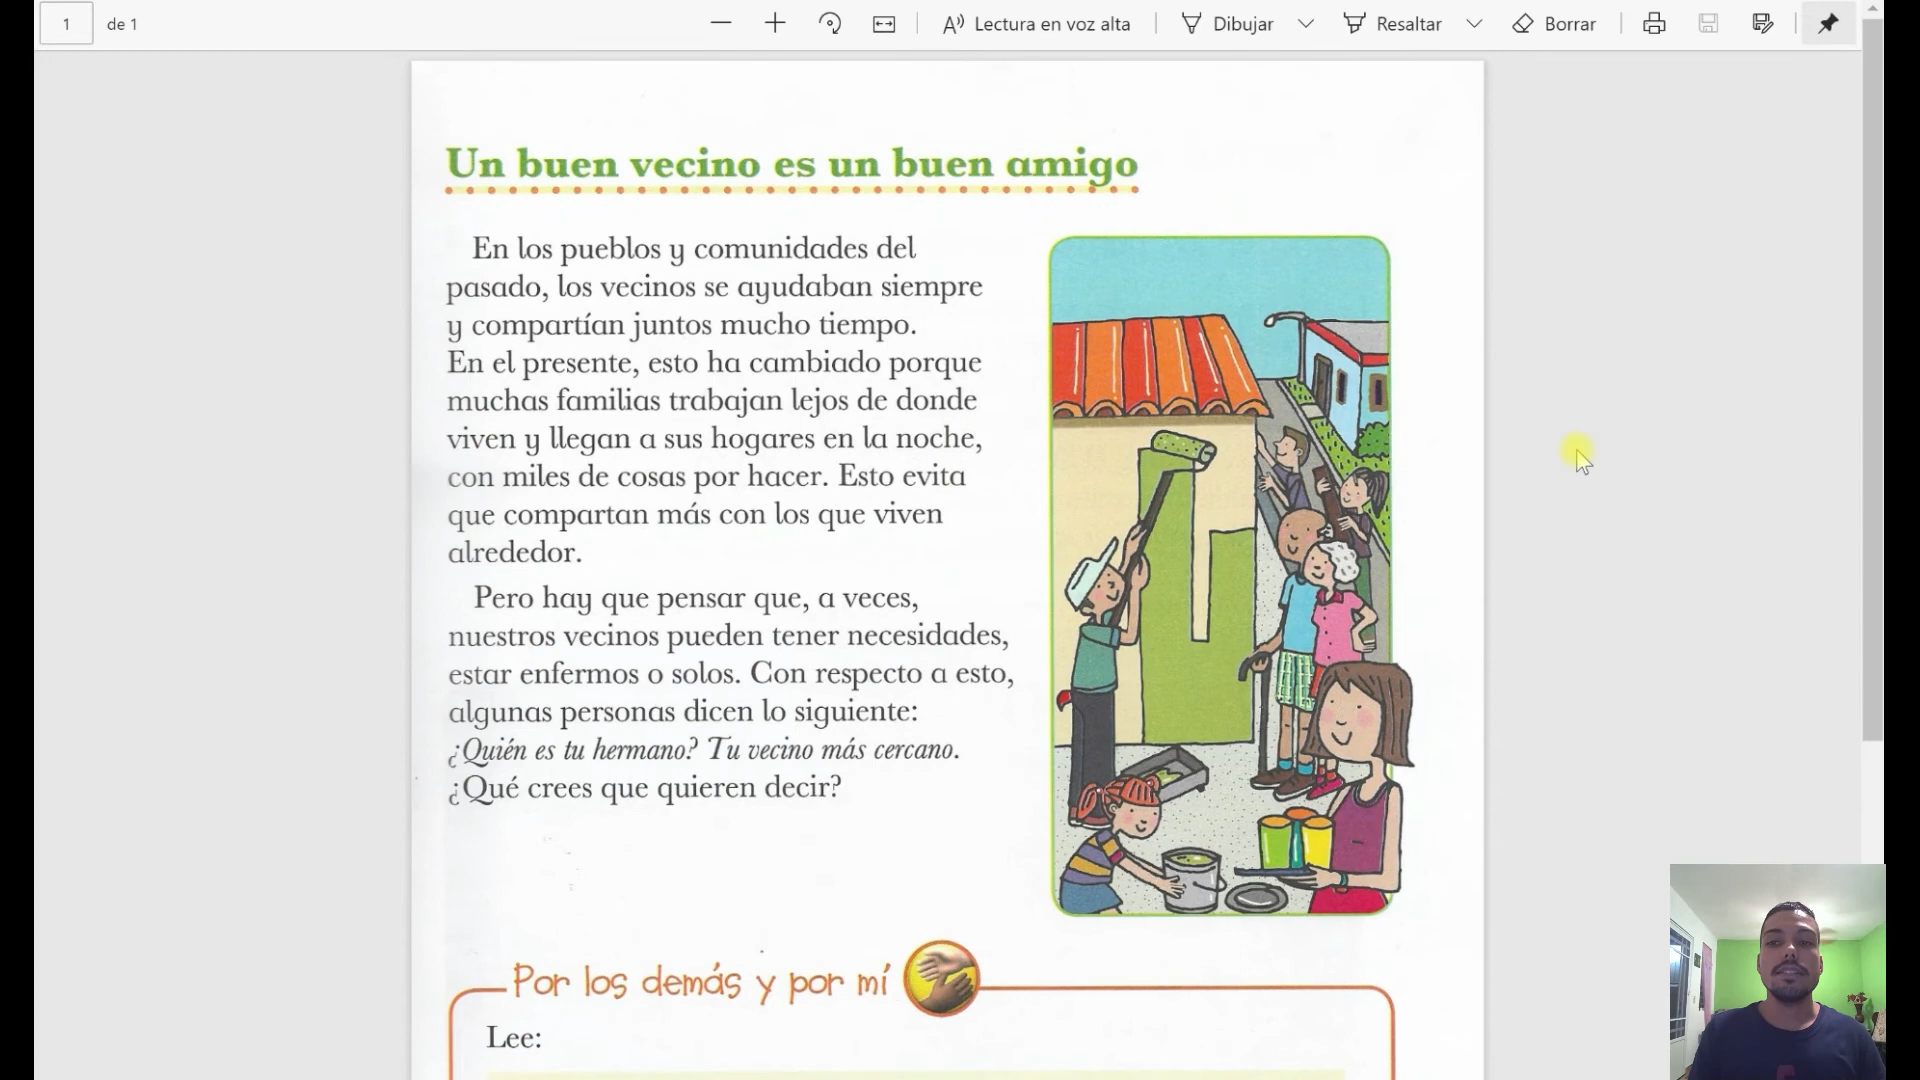 1 de 1 Lectura en voz alta Dibujar Resaltar Borrar
Un buen vecino es un buen amigo
En los pueblos y comunidades del
pasado, los vecinos se ayudaban siempre
y compartían juntos mucho tiempo.
En el presente, esto ha cambiado porque
muchas familias trabajan lejos de donde
viven y llegan a sus hogares en la noche,
con miles de cosas por hacer. Esto evita
que compartan más con los que viven
alrededor.
Pero hay que pensar que, a veces,
nuestros vecinos pueden tener necesidades,
estar enfermos o solos. Con respecto a esto,
algunas personas dicen lo siguiente:
¿Quién es tu hermano? Tu vecino más cercano.
¿Qué crees que quieren decir?
Por los demás y por mí
Lee: